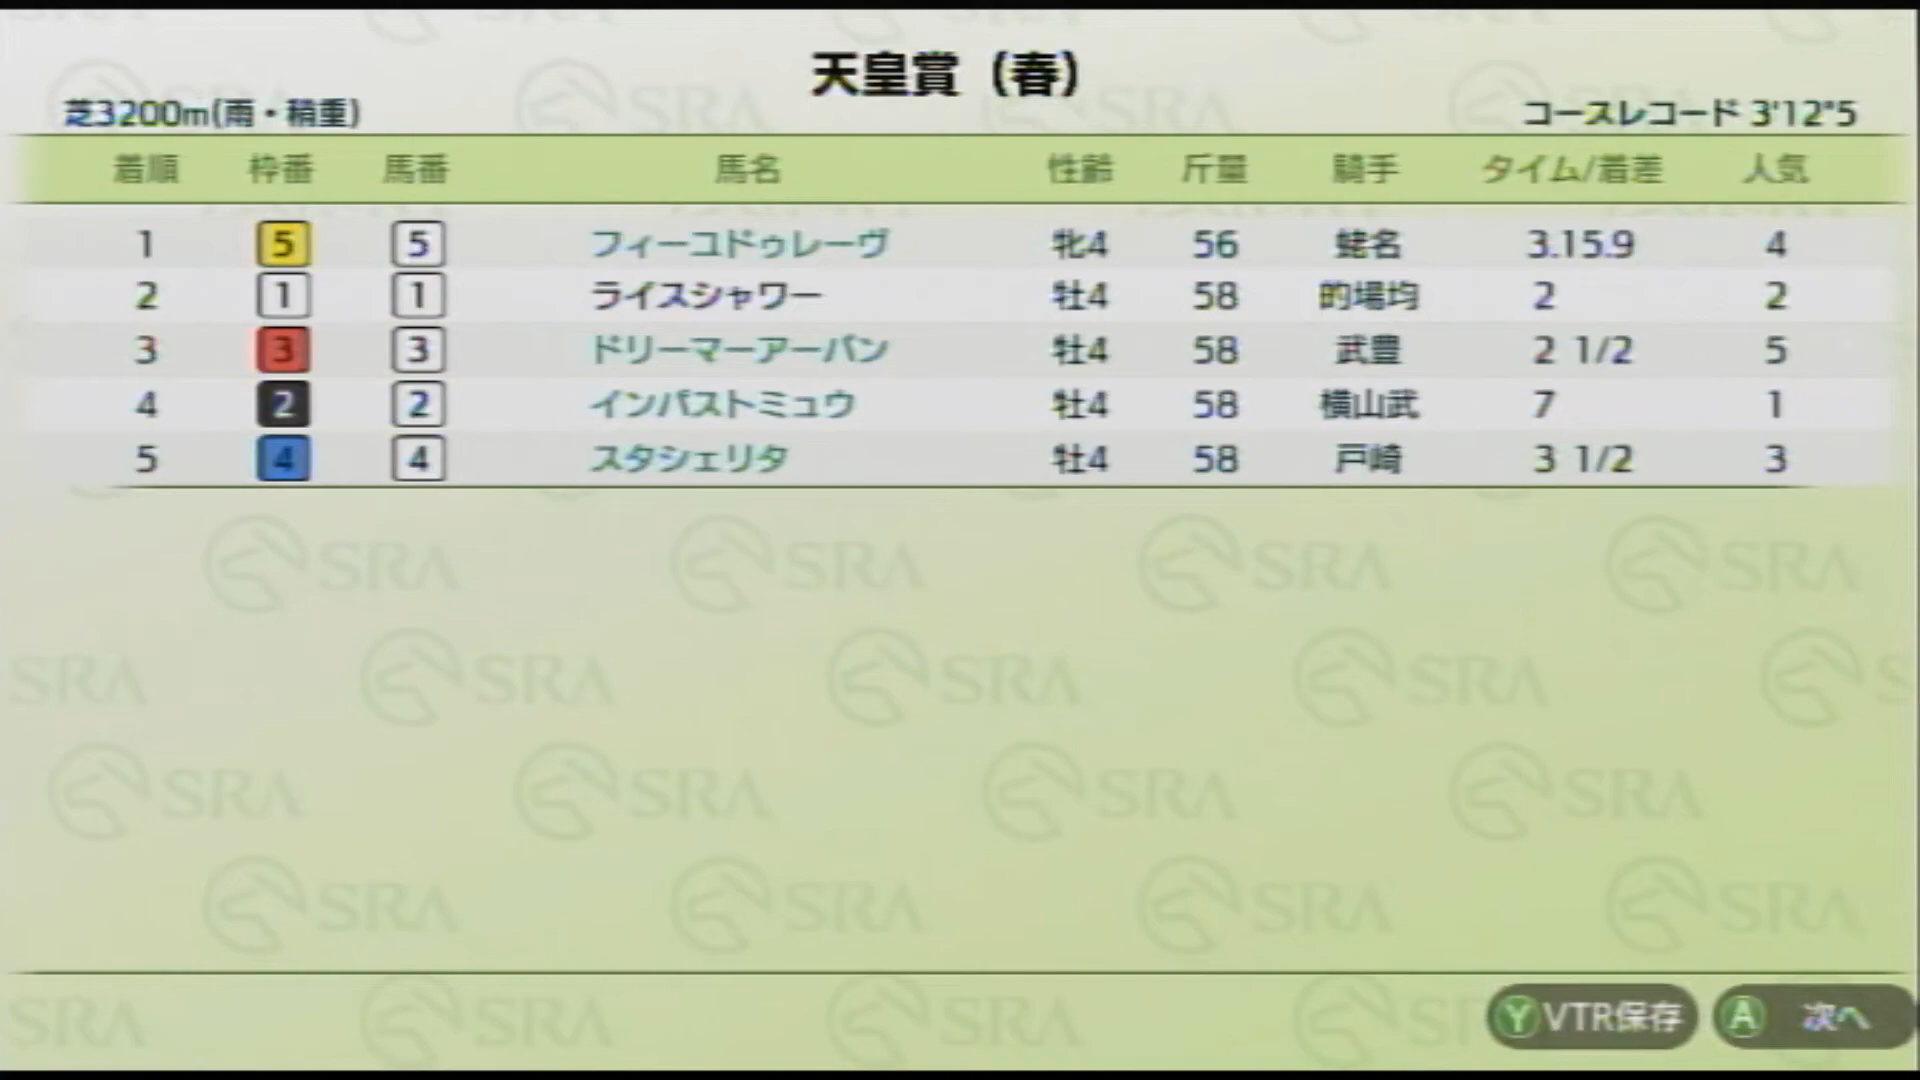 天皇賞（春）
芝3200m(雨・稍重)
コースレコード 3'12"5
着順 枠番 馬番 馬名 性齢 斤量 騎手 タイム/着差 人気
1 5 5 フィーユドゥレーヴ 牝4 56 蛯名 3.15.9 4
2 1 1 ライスシャワー 牡4 58 的場均 2 2
3 3 3 ドリーマーアーバン 牡4 58 武豊 2 1/2 5
4 2 2 インパストミュウ 牡4 58 横山武 7 1
5 4 4 スタシェリタ 牡4 58 戸崎 3 1/2 3
SRA
Y VTR保存 A 次へ